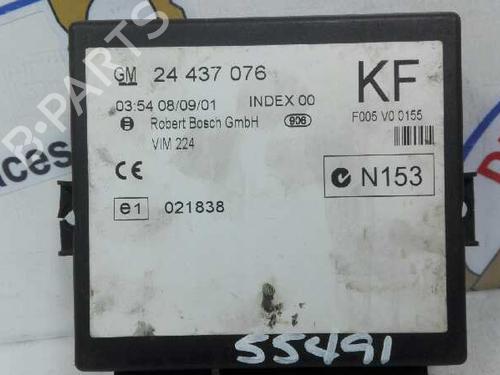 GM 24 437 076
KF
03:54 08/09/01 INDEX 00
F005 V0 0155
Robert Bosch GmbH 906
VIM 224
CE
N153
e1 021838
55491
B-PARTS